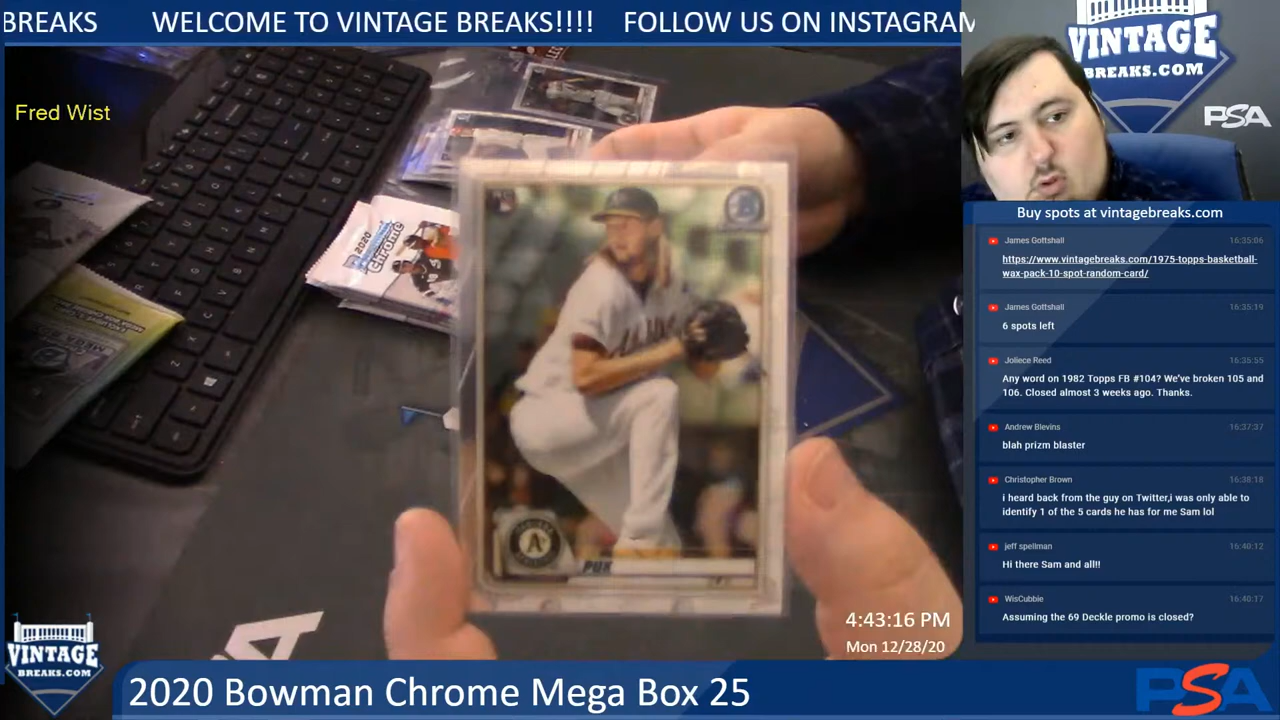 BREAKS WELCOME TO VINTAGE BREAKS!!!! FOLLOW US ON INSTAGRAM
Fred Wist
VINTAGE
BREAKS.COM
PSA
2020
Chrome
A
PUK
Buy spots at vintagebreaks.com
James Gottshall 16:35:06
https://www.vintagebreaks.com/1975-topps-basketball-
wax-pack-10-spot-random-card/
James Gottshall 16:35:19
6 spots left
Joliece Reed 16:35:55
Any word on 1982 Topps FB #104? We've broken 105 and
106. Closed almost 3 weeks ago. Thanks.
Andrew Blevins 16:37:37
blah prizm blaster
Christopher Brown 16:38:18
i heard back from the guy on Twitter,i was only able to
identify 1 of the 5 cards he has for me Sam lol
jeff spellman 16:40:12
Hi there Sam and all!!
WisCubbie 16:40:17
Assuming the 69 Deckle promo is closed?
4:43:16 PM
Mon 12/28/20
VINTAGE
BREAKS.COM
2020 Bowman Chrome Mega Box 25
PSA